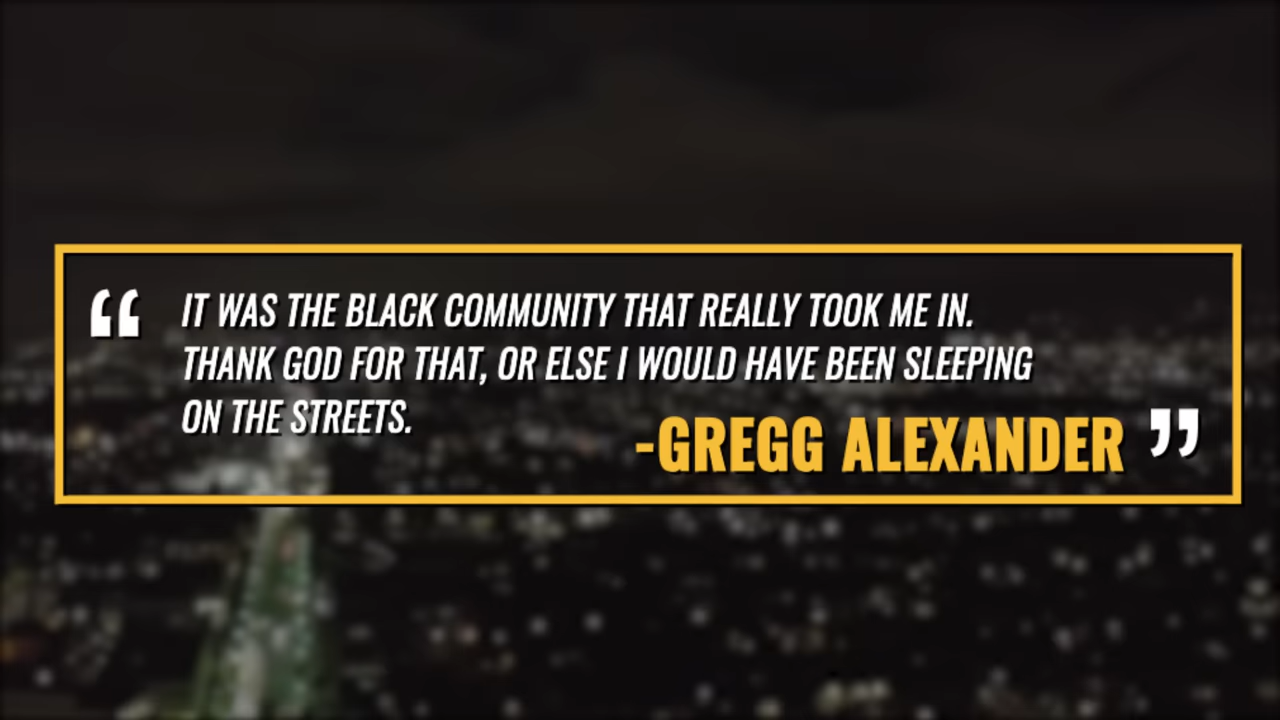 “ IT WAS THE BLACK COMMUNITY THAT REALLY TOOK ME IN.
THANK GOD FOR THAT, OR ELSE I WOULD HAVE BEEN SLEEPING
ON THE STREETS.
-GREGG ALEXANDER ”